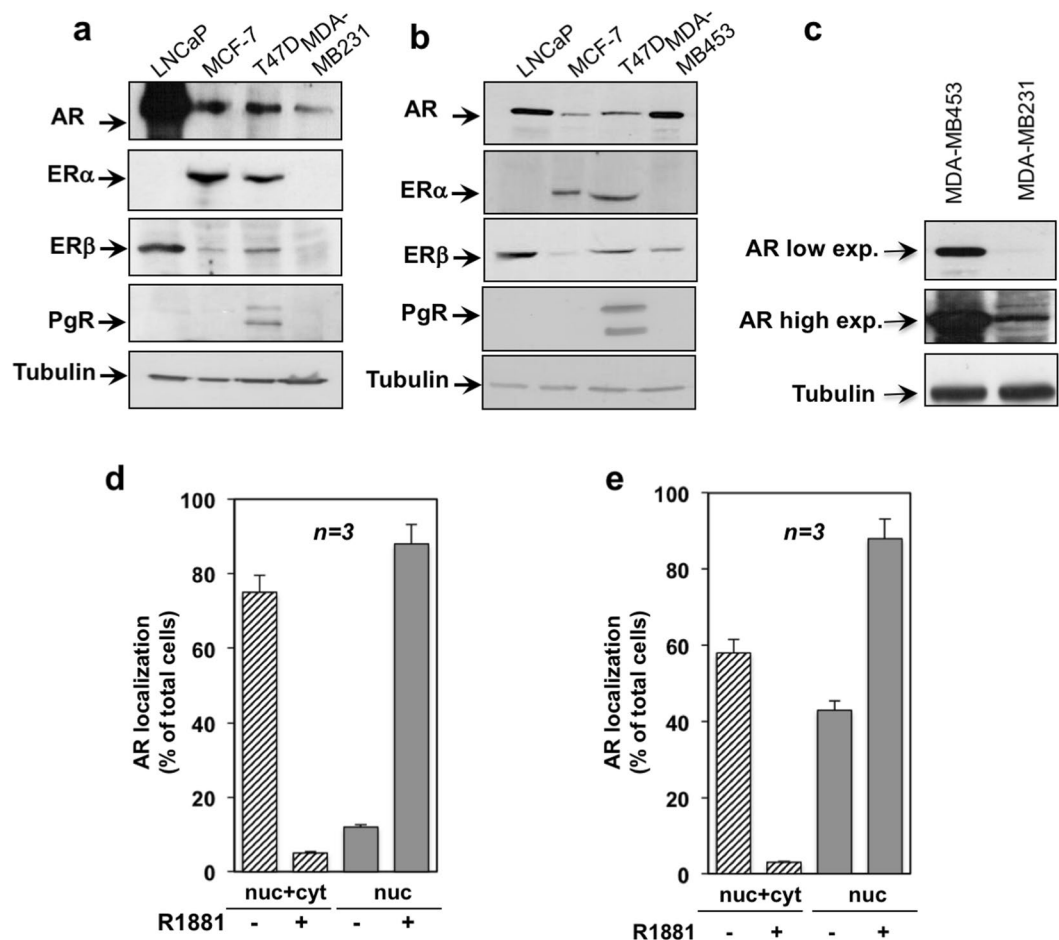 a
LNCaP MCF-7 T47D MDA-MB231
AR
ERα
ERβ
PgR
Tubulin
b
LNCaP MCF-7 T47D MDA-MB453
AR
ERα
ERβ
PgR
Tubulin
c
MDA-MB453 MDA-MB231
AR low exp.
AR high exp.
Tubulin
d
AR localization
(% of total cells)
100
80
60
40
20
0
n=3
nuc+cyt nuc
R1881 - + - +
e
AR localization
(% of total cells)
100
80
60
40
20
0
n=3
nuc+cyt nuc
R1881 - + - +